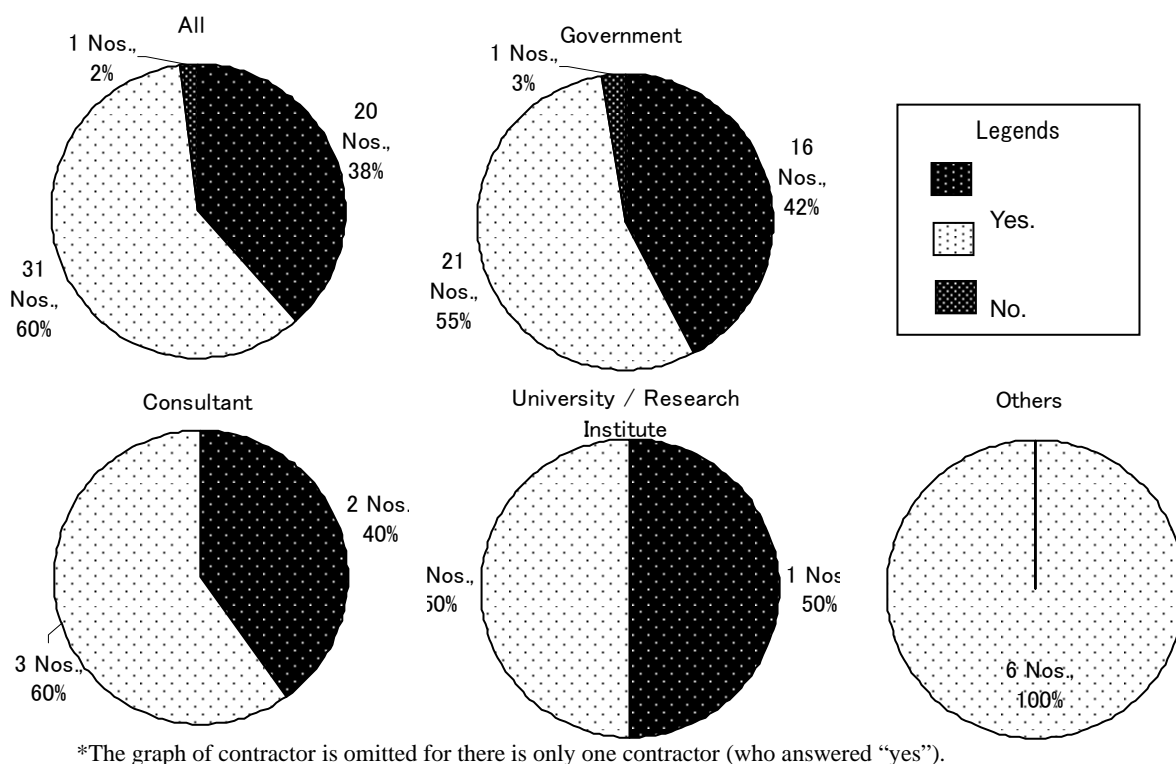 All
1 Nos.,
2%
20
Nos.,
38%
31
Nos.,
60%
Government
1 Nos.,
3%
16
Nos.,
42%
21
Nos.,
55%
Legends
Yes.
No.
Consultant
2 Nos.
40%
3 Nos.,
60%
University / Research
Institute
Nos.,
50%
1 Nos
50%
Others
6 Nos.,
100%
*The graph of contractor is omitted for there is only one contractor (who answered “yes”).